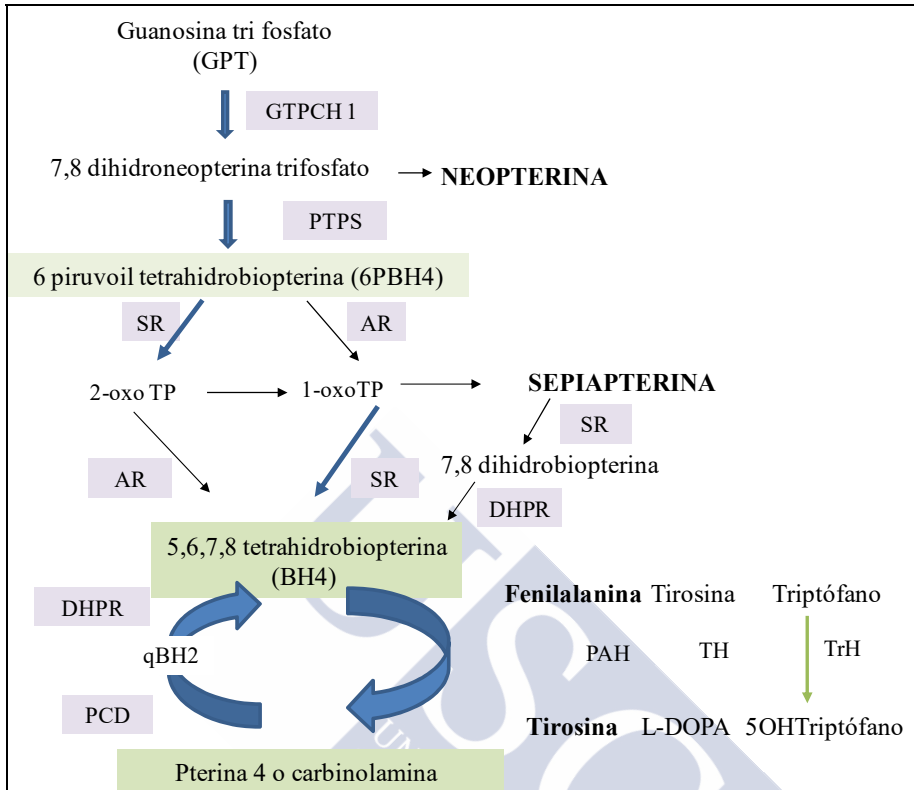 Guanosina tri fosfato
(GPT)
GTPCH 1
7,8 dihidroneopterina trifosfato
NEOPTERINA
PTPS
6 piruvoil tetrahidrobiopterina (6PBH4)
SR
AR
2-oxo TP
1-oxoTP
SEPIAPTERINA
SR
7,8 dihidrobiopterina
AR
SR
DHPR
5,6,7,8 tetrahidrobiopterina
(BH4)
DHPR
Fenilalanina Tirosina Triptófano
qBH2
PAH TH TrH
PCD
Tirosina L-DOPA 5OHTriptófano
Pterina 4 o carbinolamina